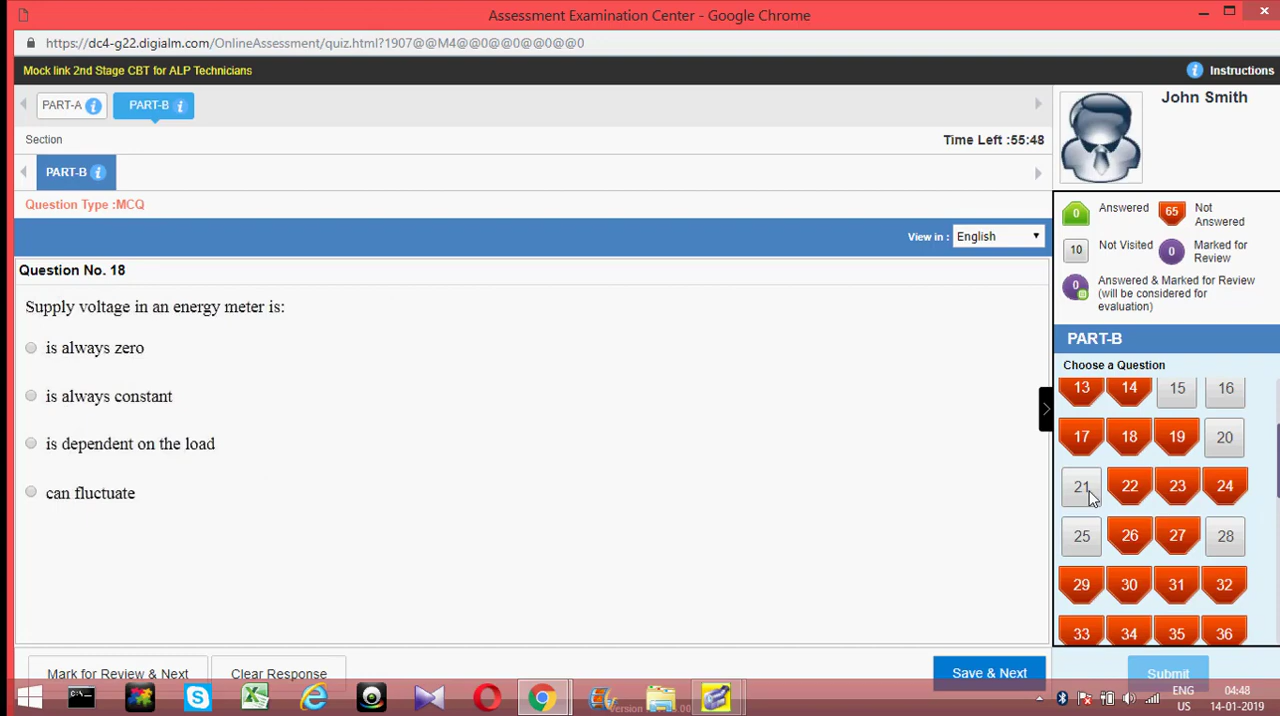 Assessment Examination Center - Google Chrome
https://dc4-g22.digialm.com/OnlineAssessment/quiz.html?1907@@M4@@0@@0@@0@@0
Mock link 2nd Stage CBT for ALP Technicians
Instructions
PART-A i
PART-B i
John Smith
Section
Time Left :55:48
PART-B i
Question Type :MCQ
View in : English
0 Answered
65 Not Answered
10 Not Visited
0 Marked for Review
0 Answered & Marked for Review
(will be considered for
evaluation)
Question No. 18
Supply voltage in an energy meter is:
is always zero
is always constant
is dependent on the load
can fluctuate
PART-B
Choose a Question
13 14 15 16
17 18 19 20
21 22 23 24
25 26 27 28
29 30 31 32
33 34 35 36
Mark for Review & Next
Clear Response
Save & Next
Submit
ENG
US
04:48
14-01-2019